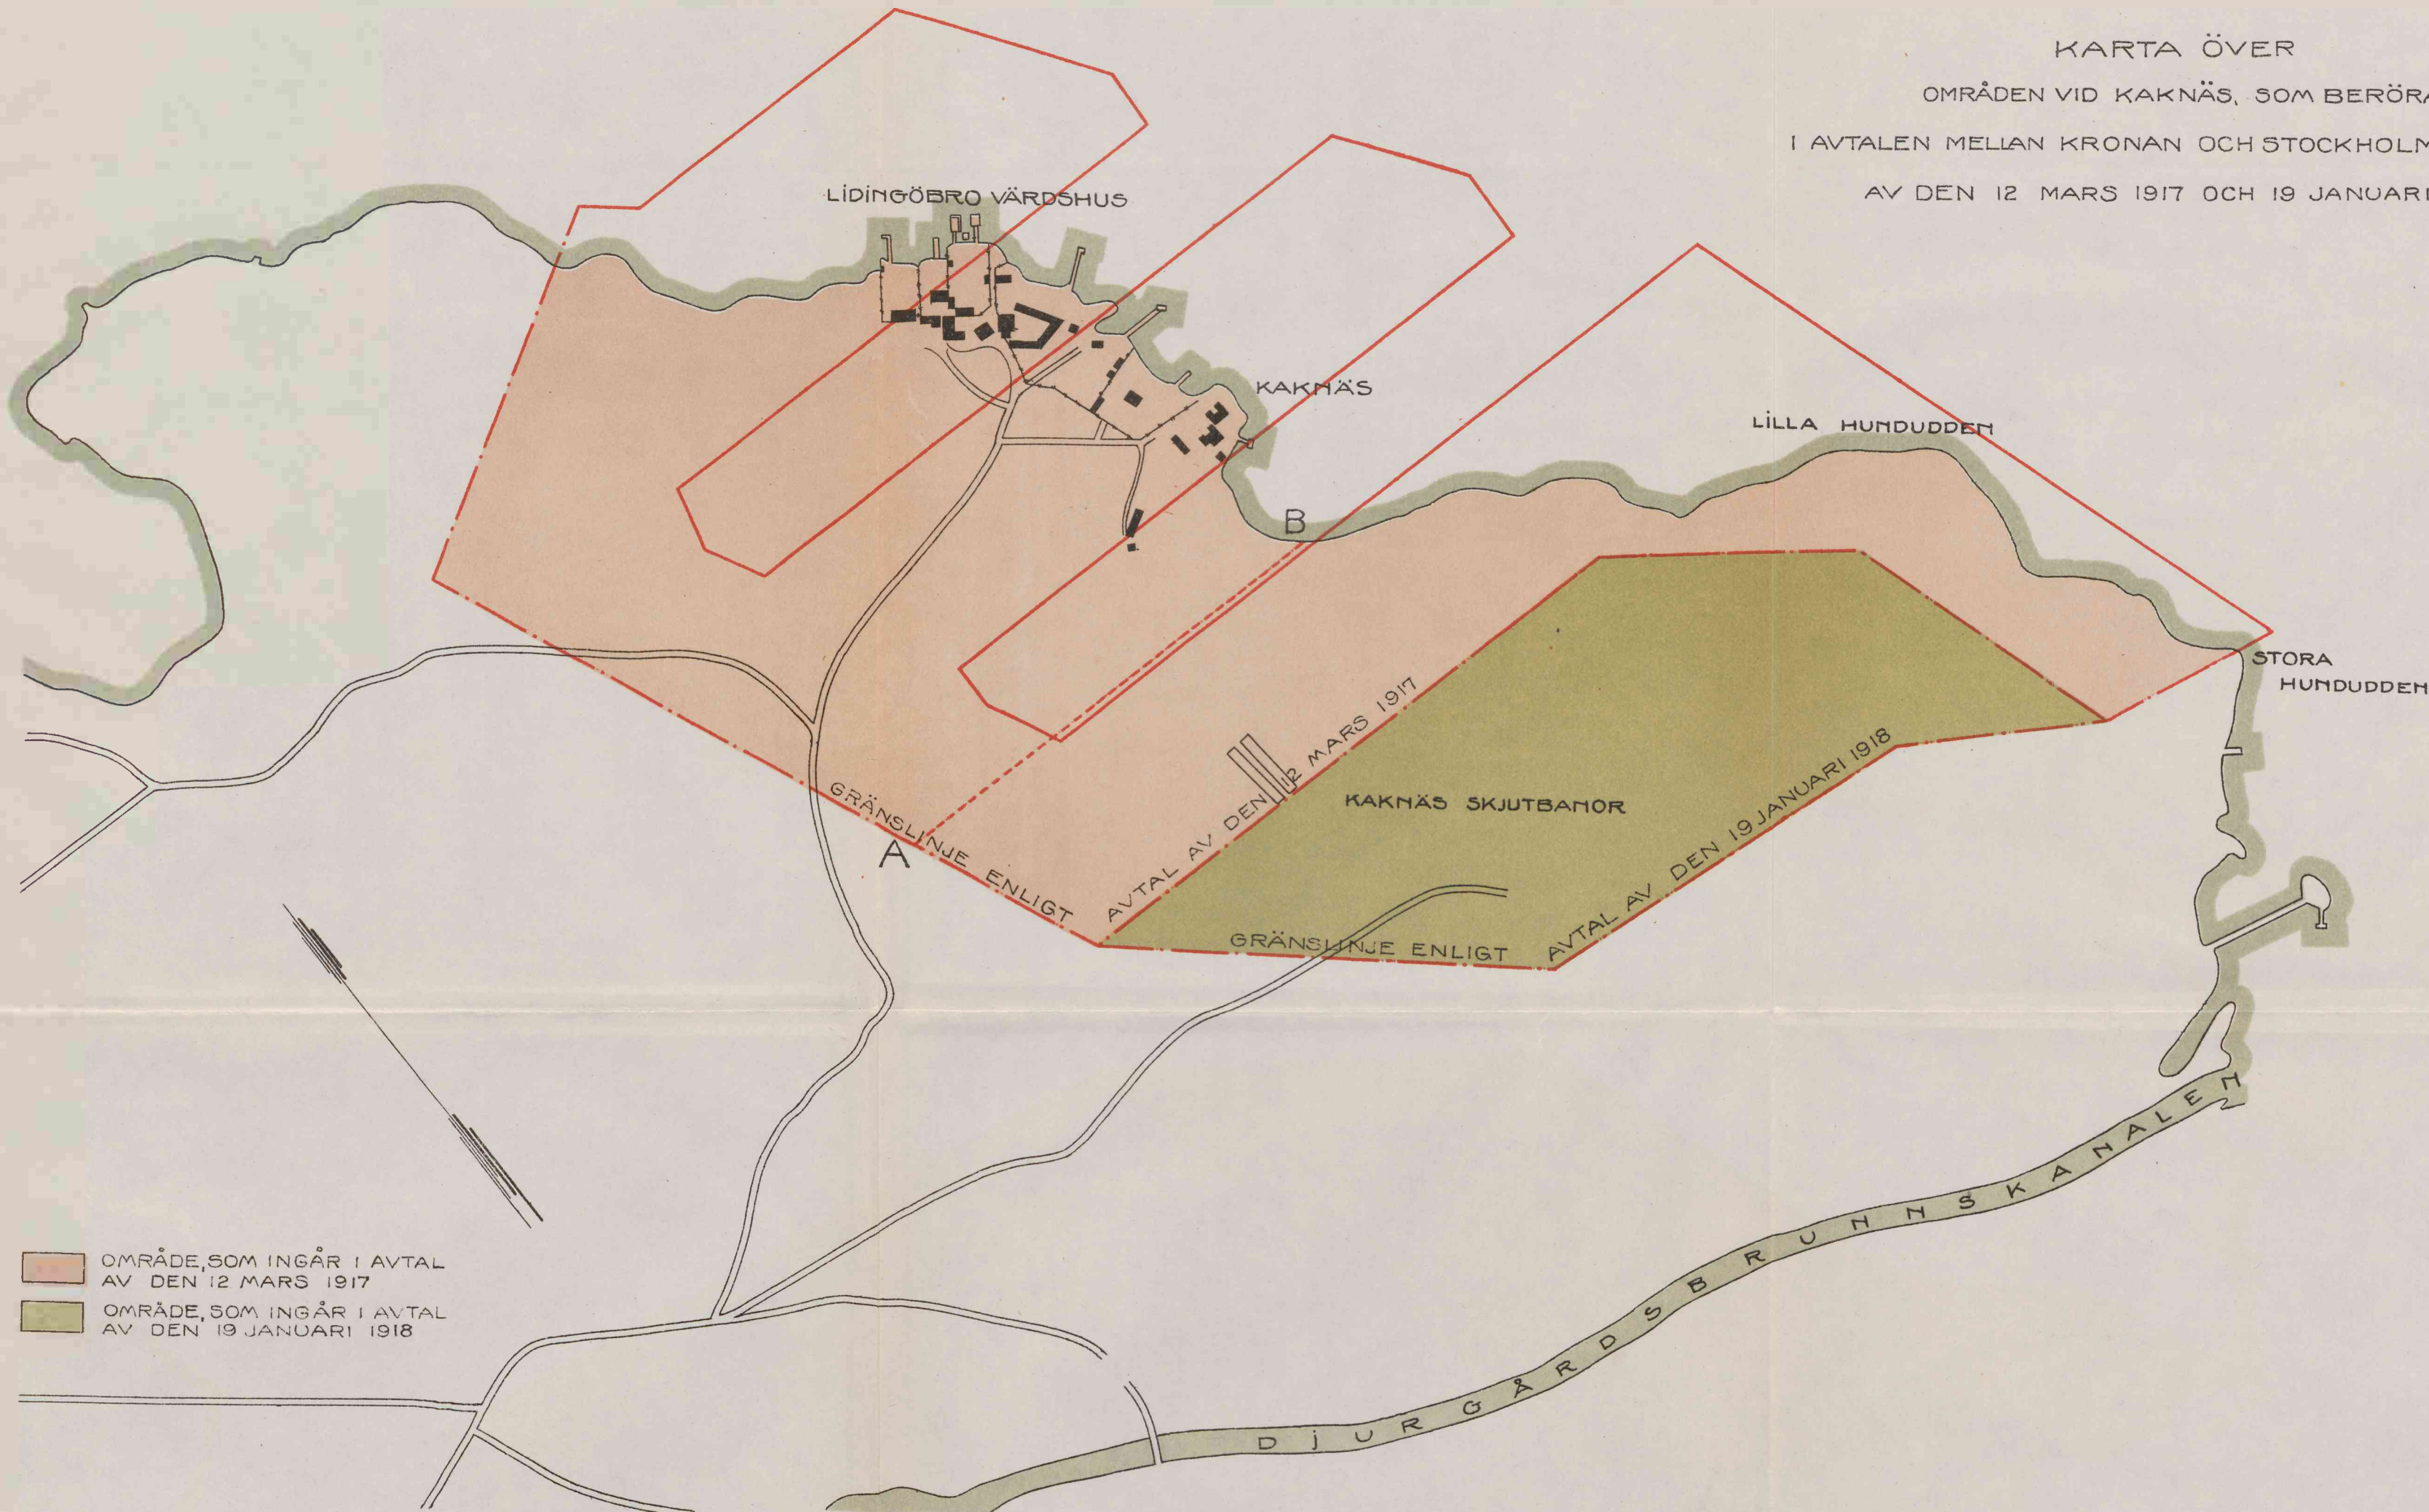 KARTA ÖVER
OMRÅDEN VID KAKNÄS, SOM BERÖRA
I AVTALEN MELLAN KRONAN OCH STOCKHOLM
AV DEN 12 MARS 1917 OCH 19 JANUARI
LIDINGÖBRO VÄRDSHUS
KAKNÄS
LILLA HUNDUDDEN
B
STORA
HUNDUDDEN
KAKNÄS SKJUTBANOR
A
GRÄNSLINJE ENLIGT AVTAL AV DEN 12 MARS 1917
GRÄNSLINJE ENLIGT AVTAL AV DEN 19 JANUARI 1918
OMRÅDE, SOM INGÅR I AVTAL
AV DEN 12 MARS 1917
OMRÅDE, SOM INGÅR I AVTAL
AV DEN 19 JANUARI 1918
DJURGÅRDSBRUNNSKANALEN